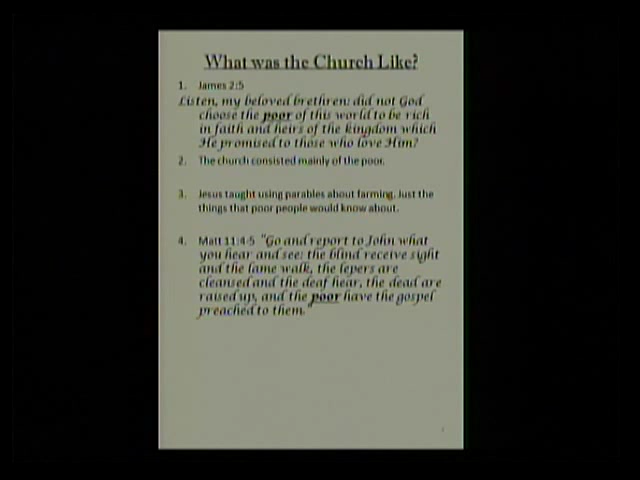 What was the Church Like?
1. James 2:5
Listen, my beloved brethren: did not God
choose the poor of this world to be rich
in faith and heirs of the kingdom which
He promised to those who love Him?
2. The church consisted mainly of the poor.
3. Jesus taught using parables about farming. Just the
things that poor people would know about.
4. Matt 11:4-5 "Go and report to John what
you hear and see: the blind receive sight
and the lame walk, the lepers are
cleansed and the deaf hear, the dead are
raised up, and the poor have the gospel
preached to them."